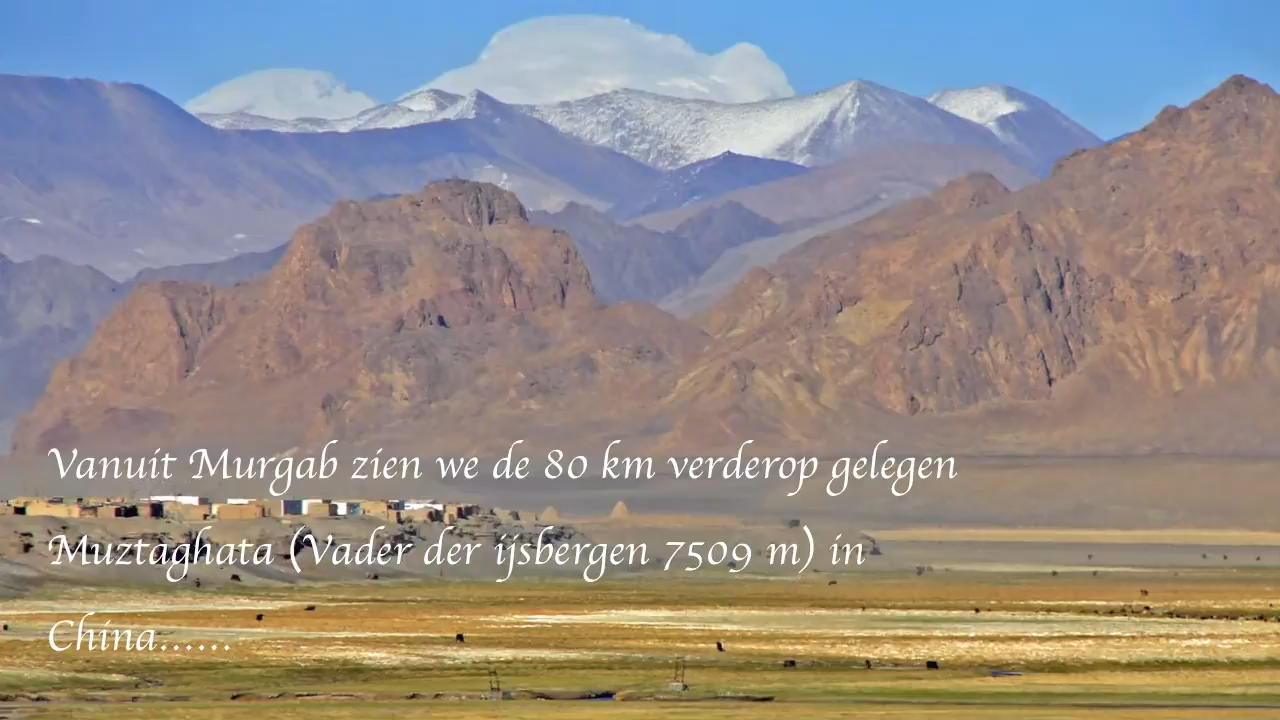 Vanuit Murgab zien we de 80 km verderop gelegen
Muztaghata (Vader der ijsbergen 7509 m) in
China......